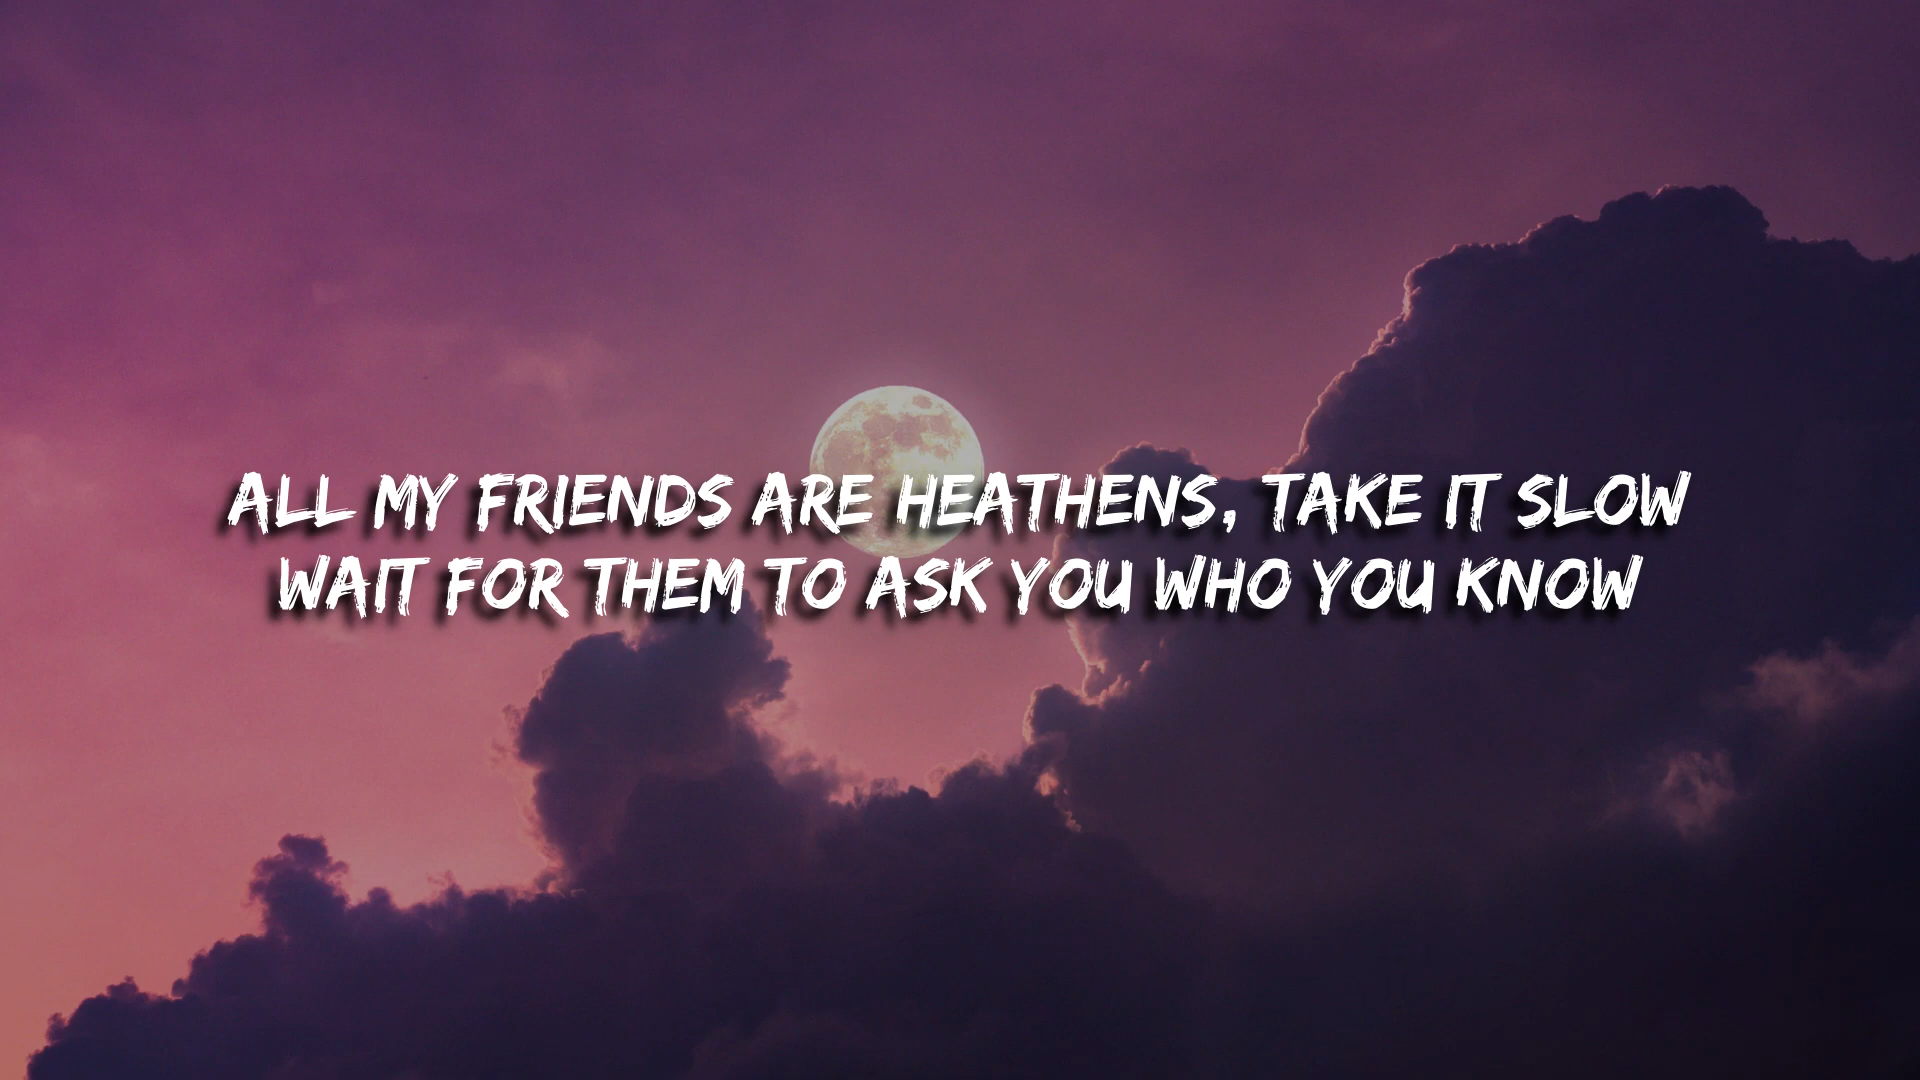 ALL MY FRIENDS ARE HEATHENS, TAKE IT SLOW
WAIT FOR THEM TO ASK YOU WHO YOU KNOW